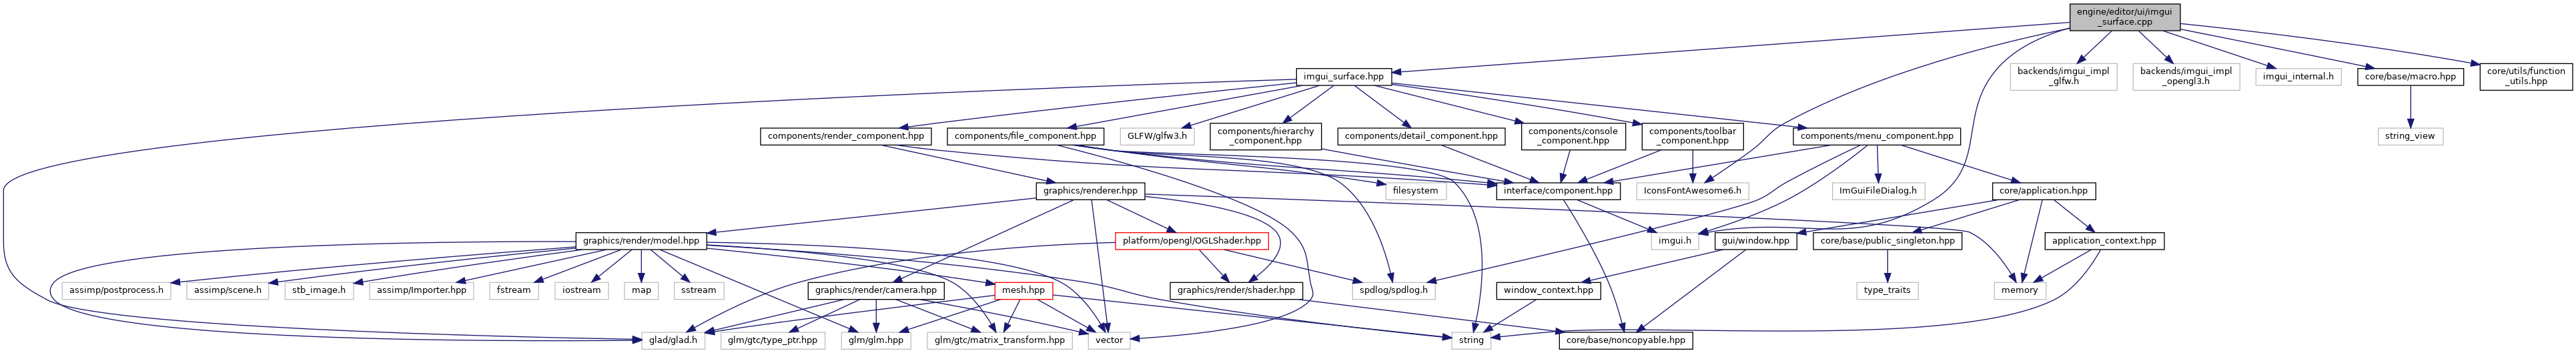 engine/editor/ui/imgui
_surface.cpp
imgui_surface.hpp
backends/imgui_impl
_glfw.h
backends/imgui_impl
_opengl3.h
imgui_internal.h
core/base/macro.hpp
core/utils/function
_utils.hpp
components/render_component.hpp
components/file_component.hpp
GLFW/glfw3.h
components/hierarchy
_component.hpp
components/detail_component.hpp
components/console
_component.hpp
components/toolbar
_component.hpp
components/menu_component.hpp
string_view
graphics/renderer.hpp
filesystem
interface/component.hpp
IconsFontAwesome6.h
ImGuiFileDialog.h
core/application.hpp
graphics/render/model.hpp
platform/opengl/OGLShader.hpp
imgui.h
gui/window.hpp
core/base/public_singleton.hpp
application_context.hpp
assimp/postprocess.h
assimp/scene.h
stb_image.h
assimp/Importer.hpp
fstream
iostream
map
sstream
graphics/render/camera.hpp
mesh.hpp
graphics/render/shader.hpp
spdlog/spdlog.h
window_context.hpp
type_traits
memory
glad/glad.h
glm/gtc/type_ptr.hpp
glm/glm.hpp
glm/gtc/matrix_transform.hpp
vector
string
core/base/noncopyable.hpp